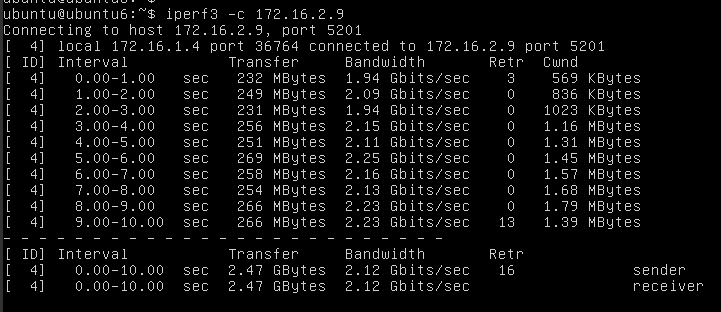 ubuntu@ubuntu6:~$
ubuntu@ubuntu6:~$ iperf3 -c 172.16.2.9
Connecting to host 172.16.2.9, port 5201
[  4] local 172.16.1.4 port 36764 connected to 172.16.2.9 port 5201
[ ID] Interval           Transfer     Bandwidth       Retr  Cwnd
[  4]   0.00-1.00   sec   232 MBytes  1.94 Gbits/sec    3    569 KBytes
[  4]   1.00-2.00   sec   249 MBytes  2.09 Gbits/sec    0    836 KBytes
[  4]   2.00-3.00   sec   231 MBytes  1.94 Gbits/sec    0   1023 KBytes
[  4]   3.00-4.00   sec   256 MBytes  2.15 Gbits/sec    0   1.16 MBytes
[  4]   4.00-5.00   sec   251 MBytes  2.11 Gbits/sec    0   1.31 MBytes
[  4]   5.00-6.00   sec   269 MBytes  2.25 Gbits/sec    0   1.45 MBytes
[  4]   6.00-7.00   sec   258 MBytes  2.16 Gbits/sec    0   1.57 MBytes
[  4]   7.00-8.00   sec   254 MBytes  2.13 Gbits/sec    0   1.68 MBytes
[  4]   8.00-9.00   sec   266 MBytes  2.23 Gbits/sec    0   1.79 MBytes
[  4]   9.00-10.00  sec   266 MBytes  2.23 Gbits/sec   13   1.39 MBytes
- - - - - - - - - - - - - - - - - - - - - - - - -
[ ID] Interval           Transfer     Bandwidth       Retr
[  4]   0.00-10.00  sec  2.47 GBytes  2.12 Gbits/sec   16             sender
[  4]   0.00-10.00  sec  2.47 GBytes  2.12 Gbits/sec                  receiver